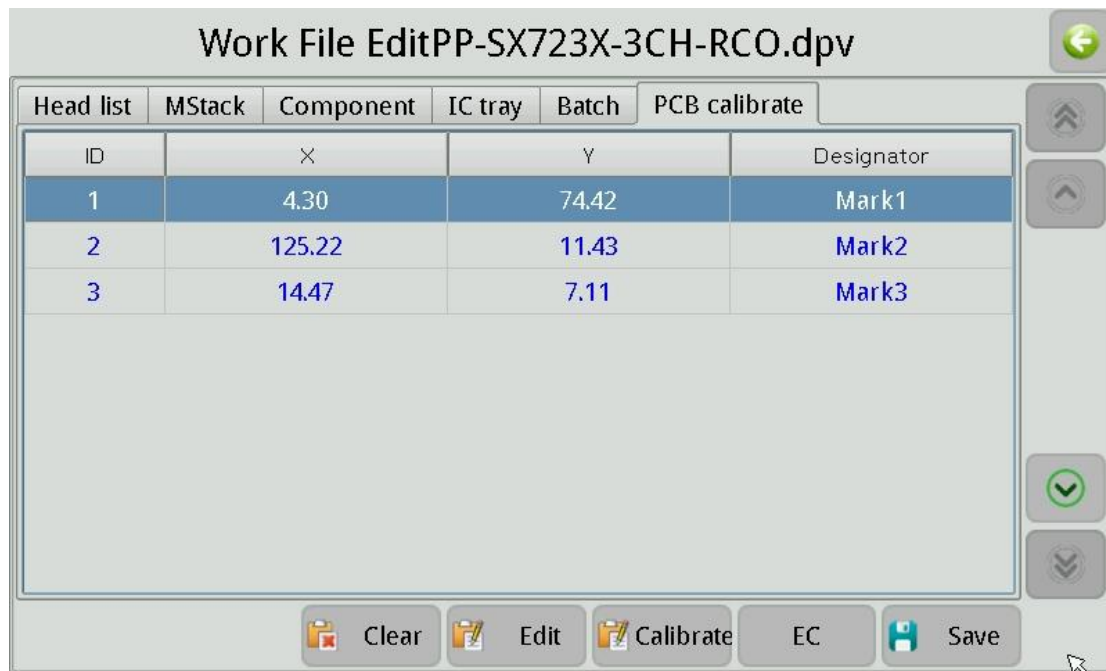 Work File EditPP-SX723X-3CH-RCO.dpv
Head list MStack Component IC tray Batch PCB calibrate
ID X Y Designator
1 4.30 74.42 Mark1
2 125.22 11.43 Mark2
3 14.47 7.11 Mark3
Clear Edit Calibrate EC Save